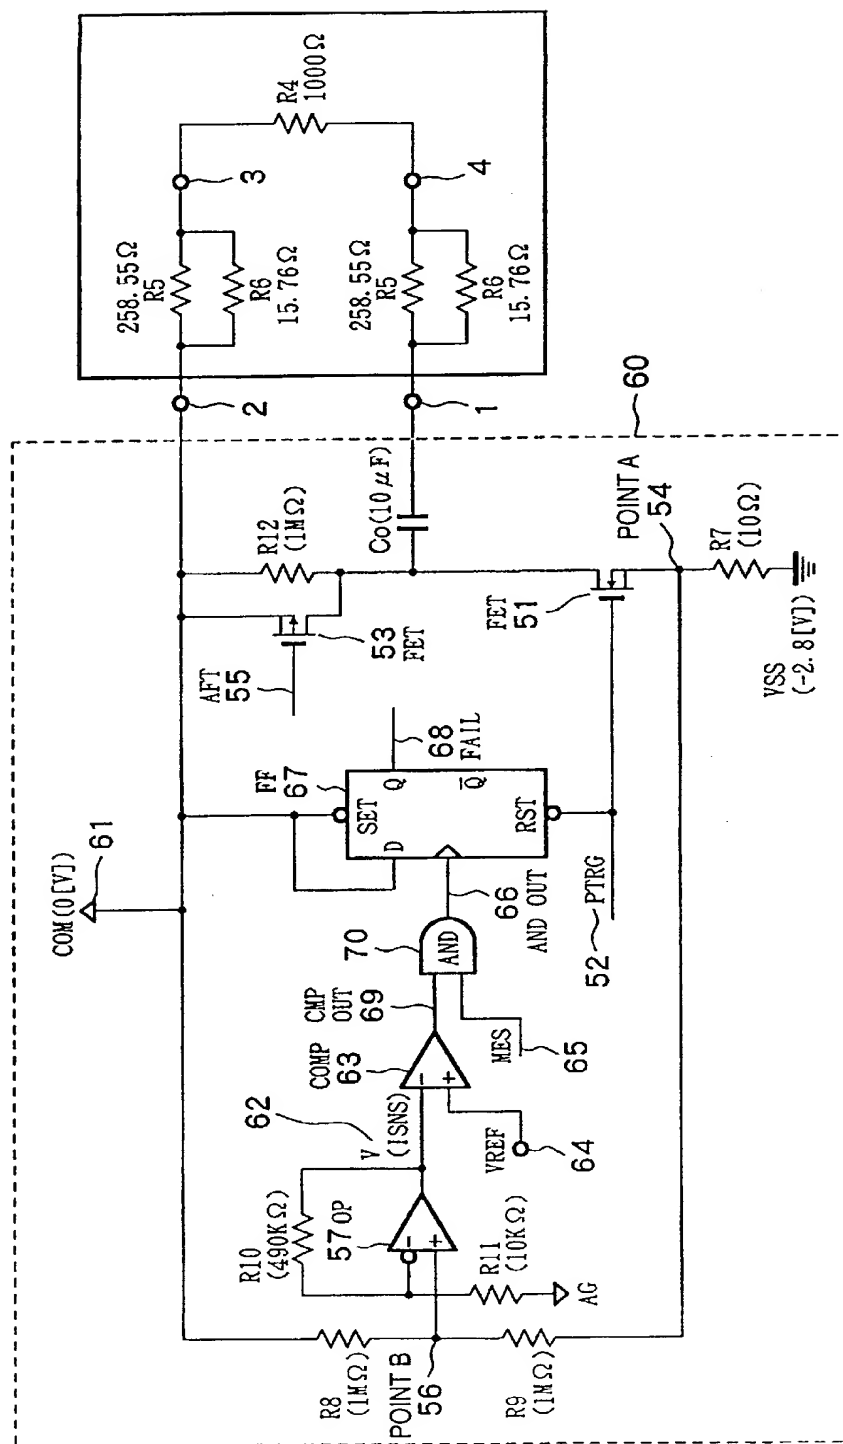 R4
1000Ω
3
4
258.55Ω
R5
R6
15.76Ω
258.55Ω
R5
R6
15.76Ω
2
1
60
R12
(1MΩ)
Co(10μF)
POINT A
54
R7
(10Ω)
VSS
(-2.8[V])
FET
51
53
FET
AFT
55
68
FAIL
FF
67
SET
D
Q
Q̅
RST
COM(0[V])
61
70
AND
66
AND OUT
52
PTRG
CMP
OUT
69
COMP
63
-
+
MES
65
62
V
(ISNS)
VREF
64
R10
(490KΩ)
57
OP
-
+
R11
(10KΩ)
AG
R8
(1MΩ)
POINT B
56
R9
(1MΩ)